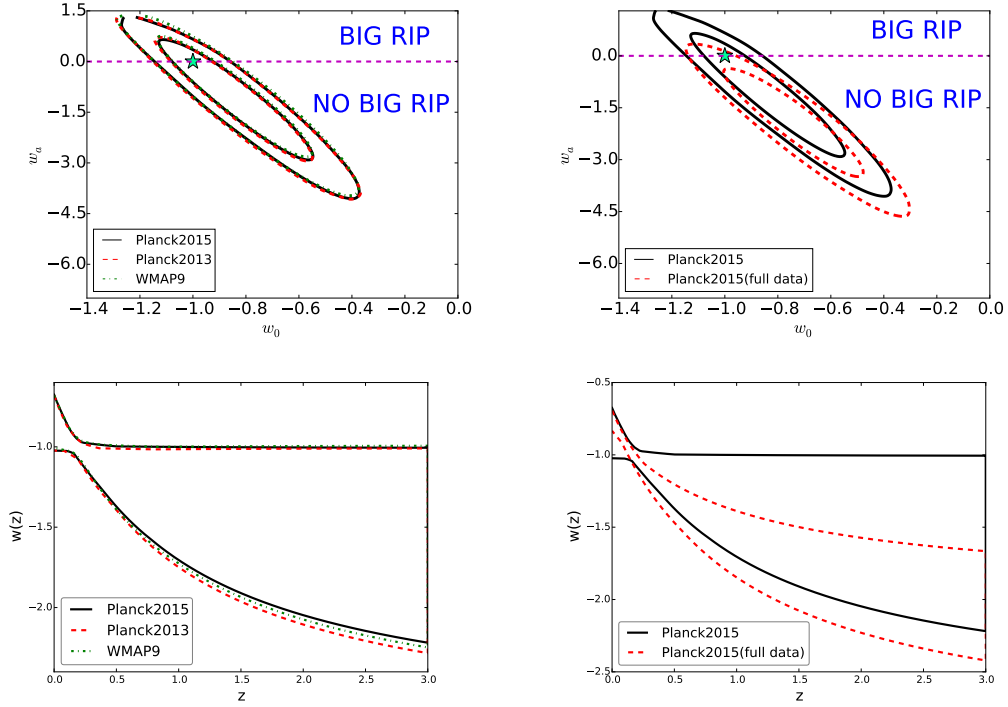 1.5
0.0
−1.5
−3.0
−4.5
−6.0
w_a
BIG RIP
NO BIG RIP
Planck2015
Planck2013
WMAP9
−1.4 −1.2 −1.0 −0.8 −0.6 −0.4 −0.2 0.0
w_0
1.5
0.0
−1.5
−3.0
−4.5
−6.0
w_a
BIG RIP
NO BIG RIP
Planck2015
Planck2015(full data)
−1.4 −1.2 −1.0 −0.8 −0.6 −0.4 −0.2 0.0
w_0
−1.0
−1.5
−2.0
w(z)
Planck2015
Planck2013
WMAP9
0.0 0.5 1.0 1.5 2.0 2.5 3.0
z
−0.5
−1.0
−1.5
−2.0
−2.5
w(z)
Planck2015
Planck2015(full data)
0.0 0.5 1.0 1.5 2.0 2.5 3.0
z